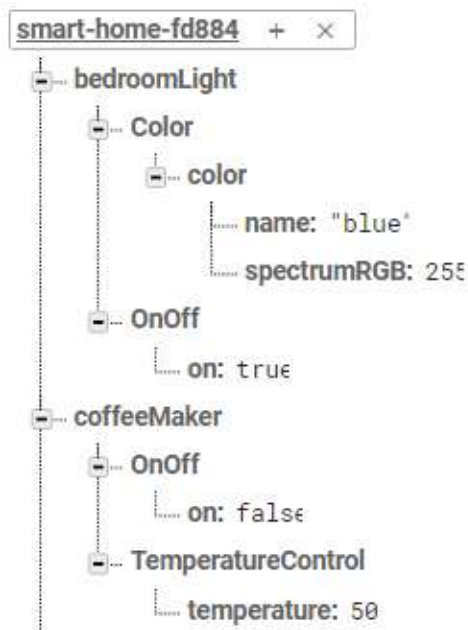 smart-home-fd884 + ×
bedroomLight
Color
color
name: "blue"
spectrumRGB: 255
OnOff
on: true
coffeeMaker
OnOff
on: false
TemperatureControl
temperature: 50